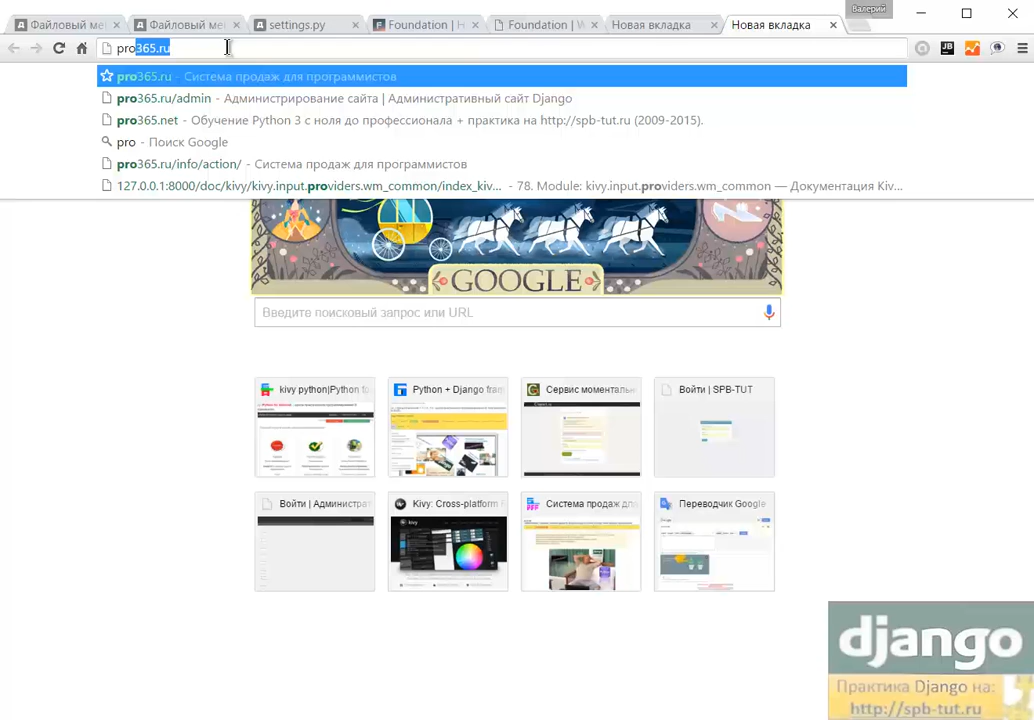 Файловый ме
Файловый ме
settings.py
Foundation | H
Foundation | W
Новая вкладка
Новая вкладка
Валерий
pro365.ru
JB
pro365.ru - Система продаж для программистов
pro365.ru/admin - Администрирование сайта | Административный сайт Django
pro365.net - Обучение Python 3 с ноля до профессионала + практика на http://spb-tut.ru (2009-2015).
pro - Поиск Google
pro365.ru/info/action/ - Система продаж для программистов
127.0.0.1:8000/doc/kivy/kivy.input.providers.wm_common/index_kiv... - 78. Module: kivy.input.providers.wm_common — Документация Kiv...
GOOGLE
Введите поисковый запрос или URL
kivy python|Python fo
Python + Django fram
Сервис моментальн
Войти | SPB-TUT
Войти | Администрат
Kivy: Cross-platform F
Система продаж для
Переводчик Google
kivy
django
Практика Django на:
http://spb-tut.ru